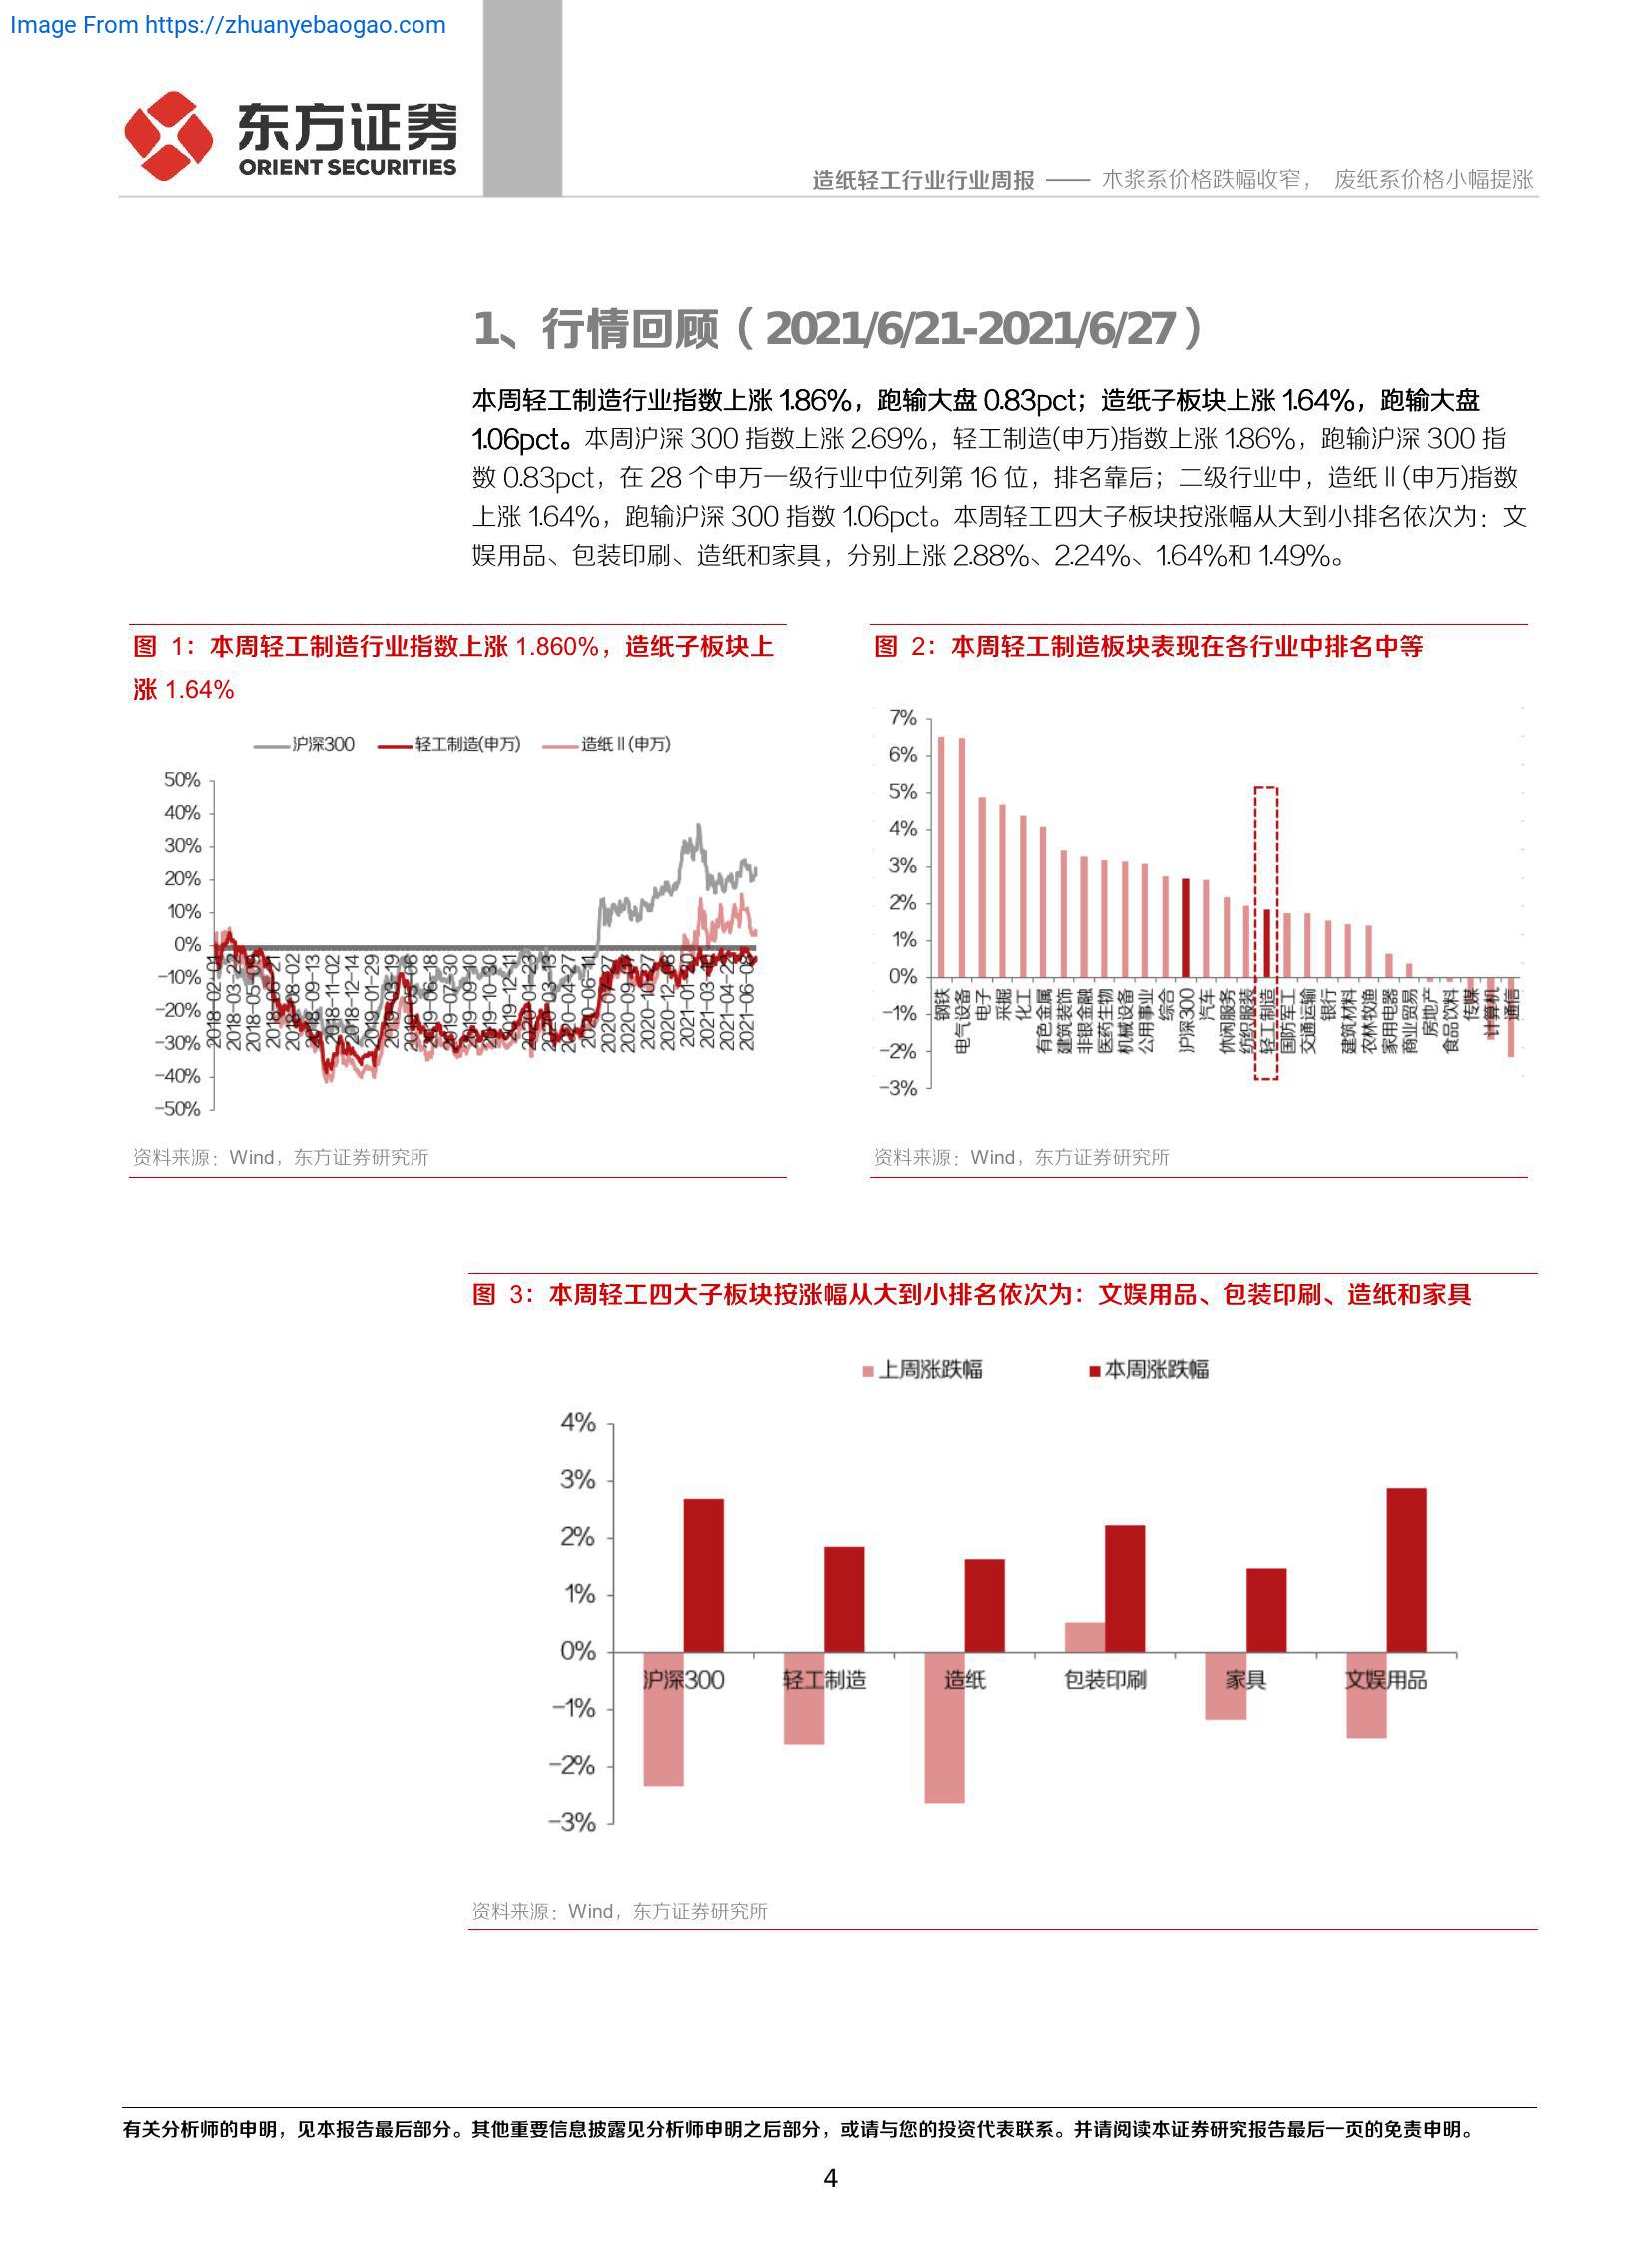 Image From https://zhuanyebaogao.com
东方证券
ORIENT SECURITIES
造纸轻工行业行业周报 —— 木浆系价格跌幅收窄， 废纸系价格小幅提涨
1、行情回顾（2021/6/21-2021/6/27）
本周轻工制造行业指数上涨 1.86%，跑输大盘 0.83pct；造纸子板块上涨 1.64%，跑输大盘
1.06pct。本周沪深 300 指数上涨 2.69%，轻工制造(申万)指数上涨 1.86%，跑输沪深 300 指
数 0.83pct，在 28 个申万一级行业中位列第 16 位，排名靠后；二级行业中，造纸Ⅱ(申万)指数
上涨 1.64%，跑输沪深 300 指数 1.06pct。本周轻工四大子板块按涨幅从大到小排名依次为：文
娱用品、包装印刷、造纸和家具，分别上涨 2.88%、2.24%、1.64%和 1.49%。
图 1：本周轻工制造行业指数上涨 1.860%，造纸子板块上
涨 1.64%
沪深300 轻工制造(申万) 造纸Ⅱ(申万)
50%
40%
30%
20%
10%
0%
-10%
-20%
-30%
-40%
-50%
2018-02-01
2018-03-22
2018-05-09
2018-06-21
2018-08-02
2018-09-13
2018-11-02
2018-12-14
2019-01-29
2019-03-19
2019-05-06
2019-06-18
2019-07-30
2019-09-10
2019-10-30
2019-12-11
2020-01-23
2020-03-13
2020-04-27
2020-06-11
2020-07-27
2020-09-07
2020-10-27
2020-12-08
2021-01-20
2021-03-10
2021-04-22
2021-06-08
资料来源：Wind，东方证券研究所
图 2：本周轻工制造板块表现在各行业中排名中等
7%
6%
5%
4%
3%
2%
1%
0%
-1%
-2%
-3%
钢铁
电气设备
电子
采掘
化工
有色金属
建筑装饰
非银金融
医药生物
机械设备
公用事业
综合
沪深300
汽车
休闲服务
纺织服装
轻工制造
国防军工
交通运输
银行
建筑材料
农林牧渔
家用电器
商业贸易
房地产
食品饮料
传媒
计算机
通信
资料来源：Wind，东方证券研究所
图 3：本周轻工四大子板块按涨幅从大到小排名依次为：文娱用品、包装印刷、造纸和家具
上周涨跌幅 本周涨跌幅
4%
3%
2%
1%
0%
-1%
-2%
-3%
沪深300 轻工制造 造纸 包装印刷 家具 文娱用品
资料来源：Wind，东方证券研究所
有关分析师的申明，见本报告最后部分。其他重要信息披露见分析师申明之后部分，或请与您的投资代表联系。并请阅读本证券研究报告最后一页的免责申明。
4